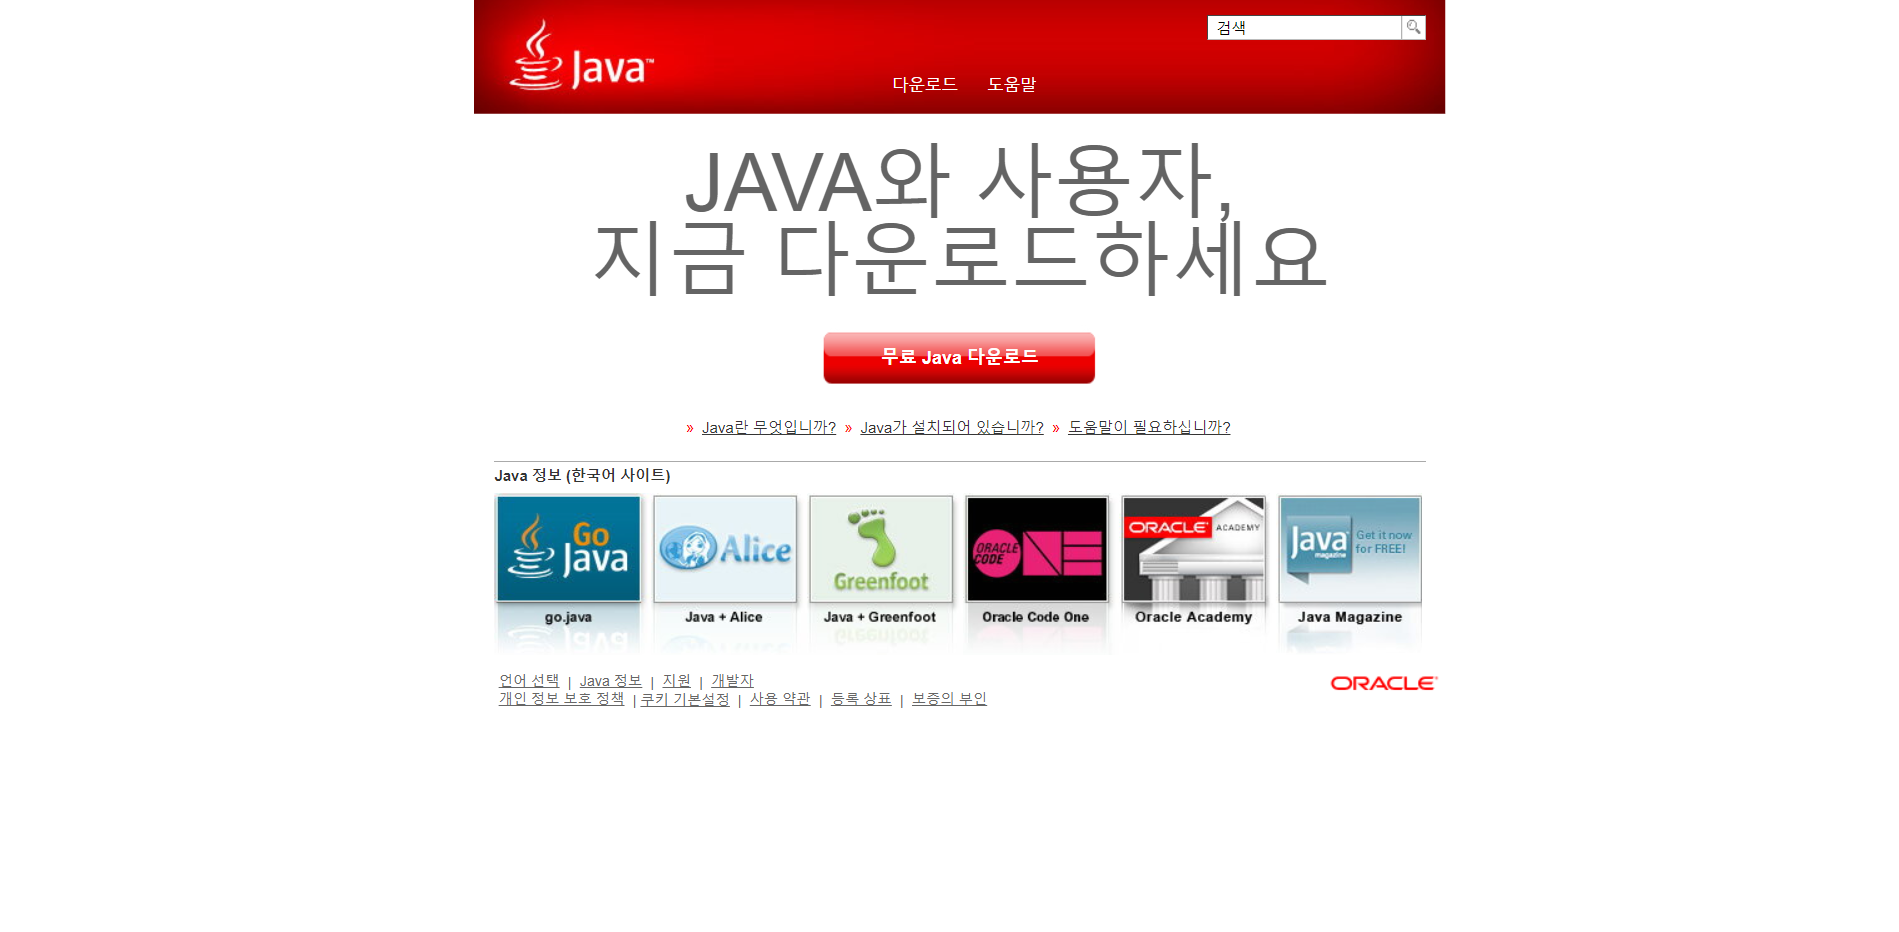 Java™
검색
다운로드 도움말
JAVA와 사용자,
지금 다운로드하세요
무료 Java 다운로드
» Java란 무엇입니까? » Java가 설치되어 있습니까? » 도움말이 필요하십니까?
Java 정보 (한국어 사이트)
Go Java
go.java
Alice
Java + Alice
Greenfoot
Java + Greenfoot
ORACLE CODE ONE
Oracle Code One
ORACLE ACADEMY
Oracle Academy
Java magazine Get it now for FREE!
Java Magazine
언어 선택 | Java 정보 | 지원 | 개발자
개인 정보 보호 정책 | 쿠키 기본설정 | 사용 약관 | 등록 상표 | 보증의 부인
ORACLE